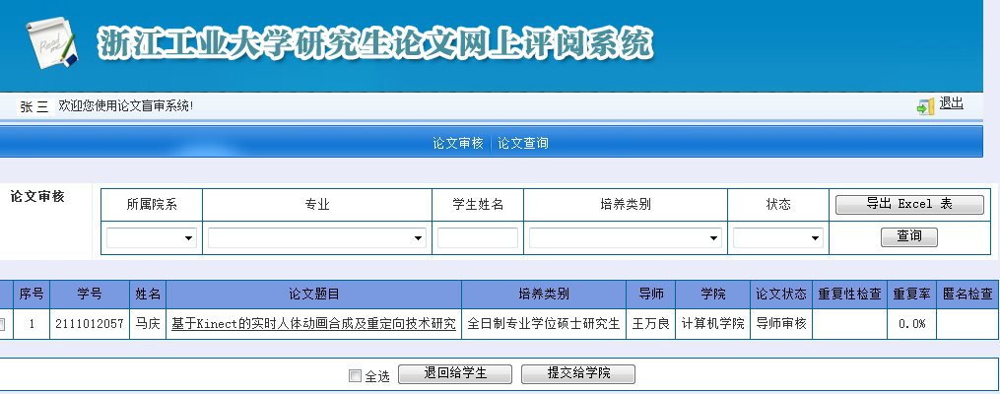 Read me
浙江工业大学研究生论文网上评阅系统
张 三 欢迎您使用论文盲审系统! 退出
论文审核 论文查询
论文审核 所属院系 专业 学生姓名 培养类别 状态 导出 Excel 表
查询
序号 学号 姓名 论文题目 培养类别 导师 学院 论文状态 重复性检查 重复率 匿名检查
1 2111012057 马庆 基于Kinect的实时人体动画合成及重定向技术研究 全日制专业学位硕士研究生 王万良 计算机学院 导师审核 0.0%
全选 退回给学生 提交给学院